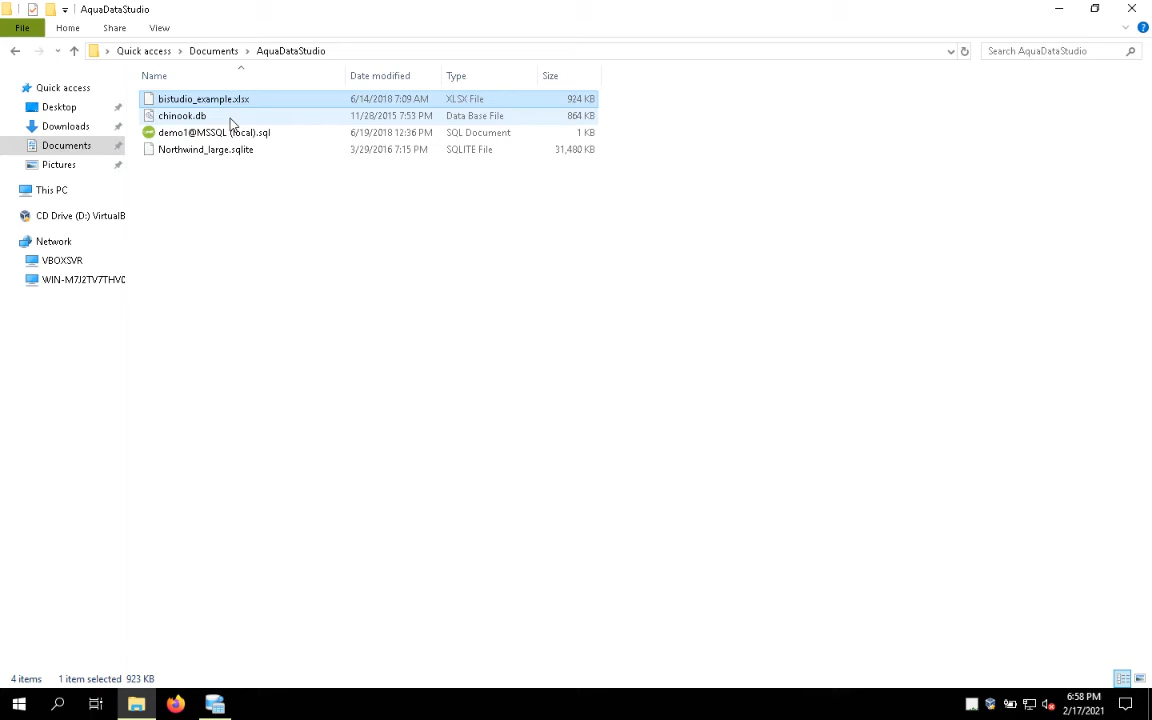 AquaDataStudio
File Home Share View
Quick access Documents AquaDataStudio
Search AquaDataStudio
Name Date modified Type Size
bistudio_example.xlsx 6/14/2018 7:09 AM XLSX File 924 KB
chinook.db 11/28/2015 7:53 PM Data Base File 864 KB
demo1@MSSQL (local).sql 6/19/2018 12:36 PM SQL Document 1 KB
Northwind_large.sqlite 3/29/2016 7:15 PM SQLITE File 31,480 KB
Quick access
Desktop
Downloads
Documents
Pictures
This PC
CD Drive (D:) VirtualB
Network
VBOXSVR
WIN-M7J2TV7THV0
4 items 1 item selected 923 KB
6:58 PM
2/17/2021